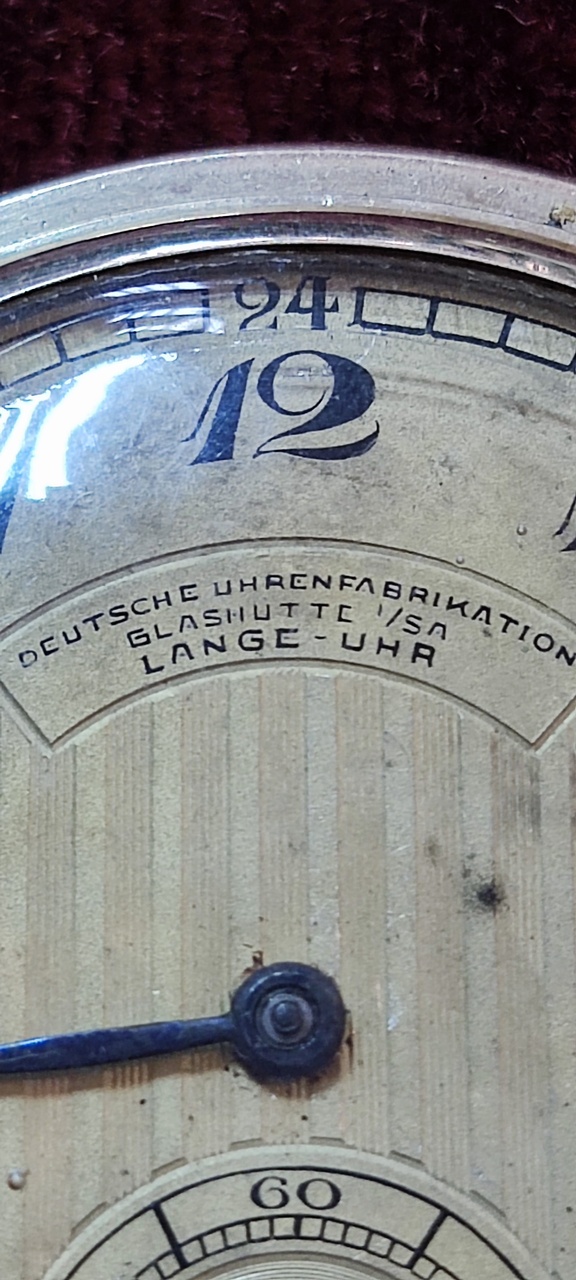 24
12
DEUTSCHE UHRENFABRIKATION
GLASHUTTE I/SA
LANGE-UHR
60